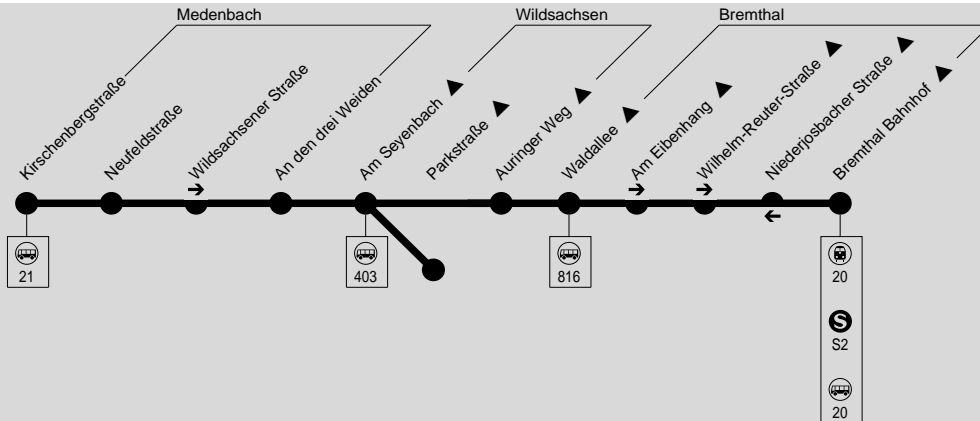 Medenbach
Wildsachsen
Bremthal
Kirschenbergstraße
Neufeldstraße
Wildsachsener Straße
An den drei Weiden
Am Seyenbach
Parkstraße
Auringer Weg
Waldallee
Am Eibenhang
Wilhelm-Reuter-Straße
Niederjosbacher Straße
Bremthal Bahnhof
21
403
816
20
S
S2
20